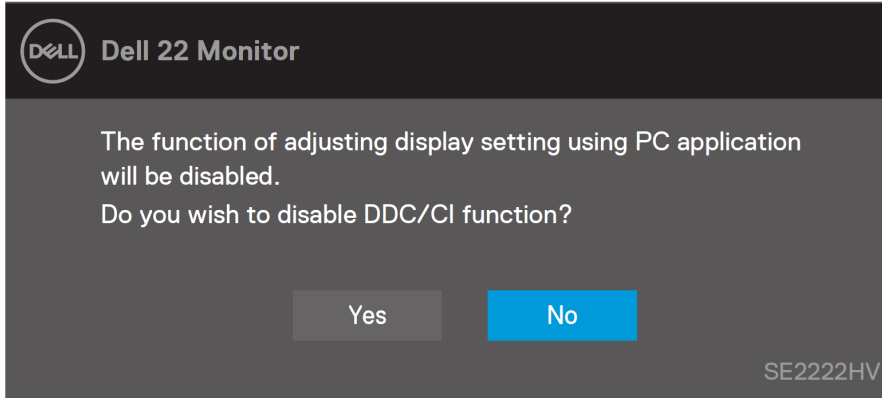 DELL Dell 22 Monitor
The function of adjusting display setting using PC application
will be disabled.
Do you wish to disable DDC/CI function?
Yes No
SE2222HV